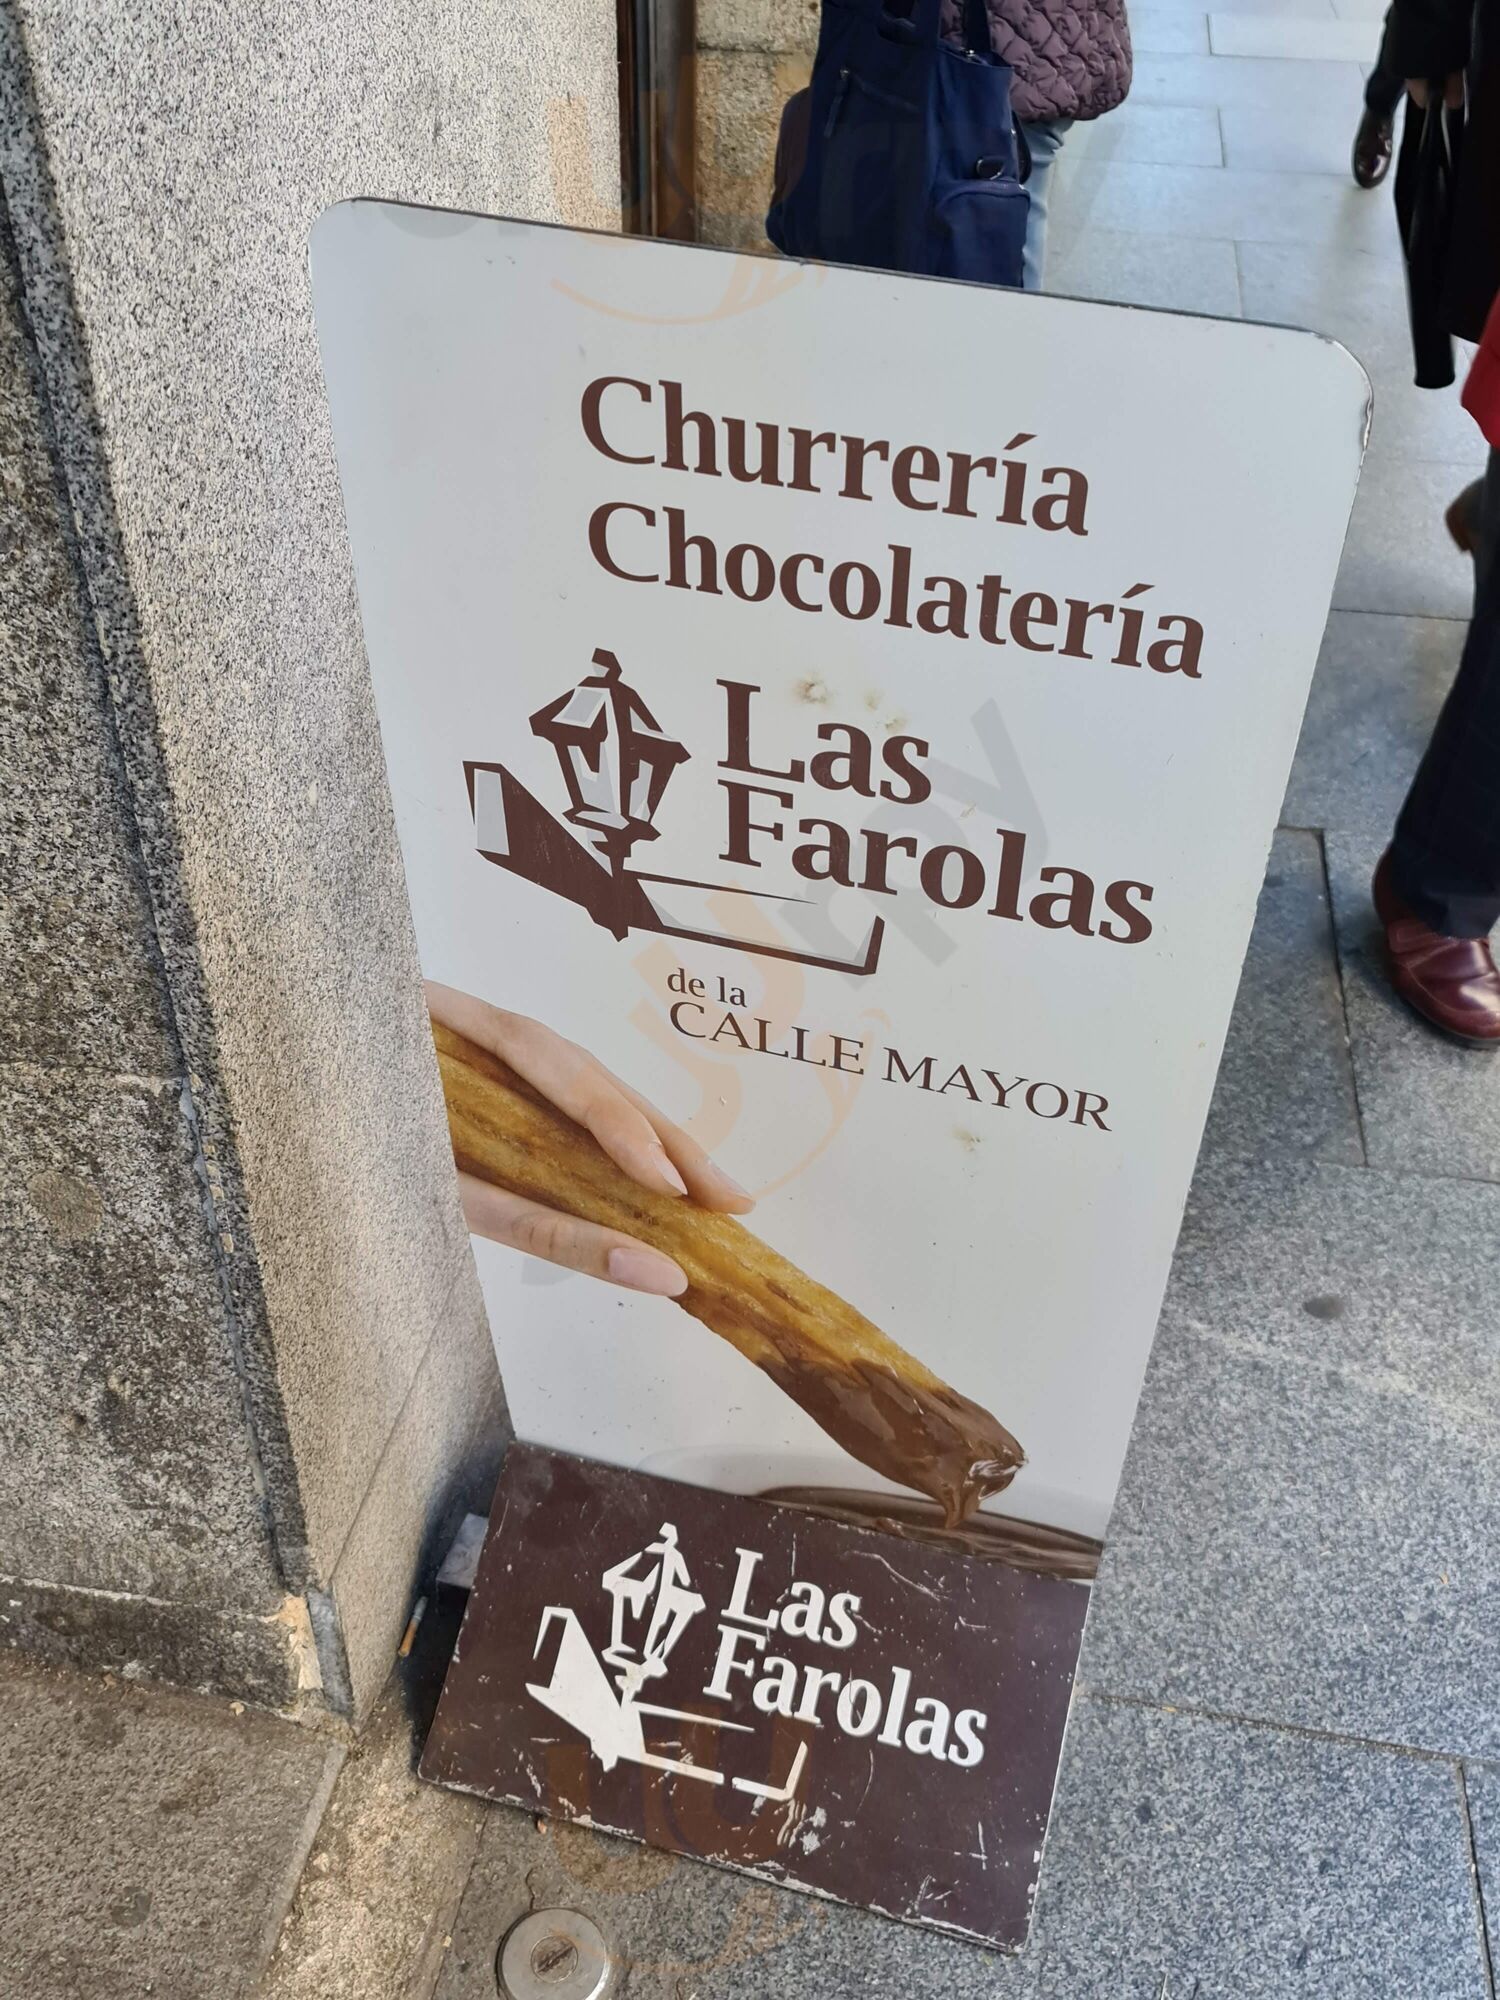 Churrería
Chocolatería
Las
Farolas
de la
CALLE MAYOR
Las
Farolas